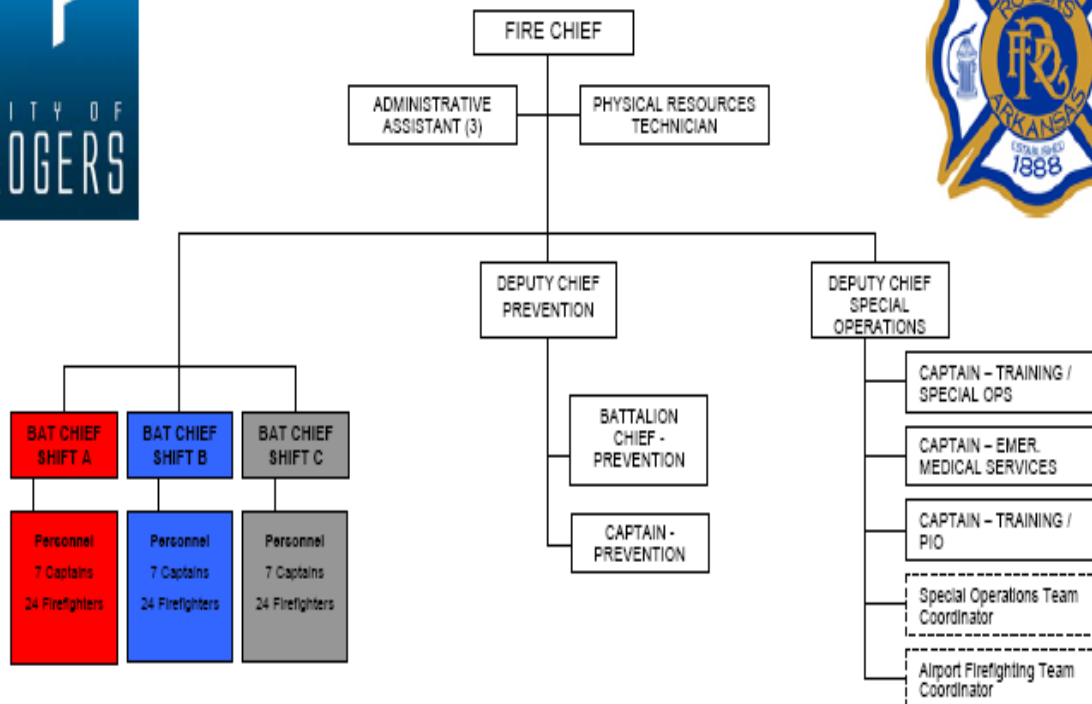 ITY OF
OGERS
FIRE CHIEF
ADMINISTRATIVE
ASSISTANT (3)
PHYSICAL RESOURCES
TECHNICIAN
ROGERS
FRD
ARKANSAS
ESTABLISHED
1888
DEPUTY CHIEF
PREVENTION
DEPUTY CHIEF
SPECIAL
OPERATIONS
BAT CHIEF
SHIFT A
BAT CHIEF
SHIFT B
BAT CHIEF
SHIFT C
Personnel
7 Captains
24 Firefighters
Personnel
7 Captains
24 Firefighters
Personnel
7 Captains
24 Firefighters
BATTALION
CHIEF -
PREVENTION
CAPTAIN -
PREVENTION
CAPTAIN – TRAINING /
SPECIAL OPS
CAPTAIN – EMER.
MEDICAL SERVICES
CAPTAIN – TRAINING /
PIO
Special Operations Team
Coordinator
Airport Firefighting Team
Coordinator